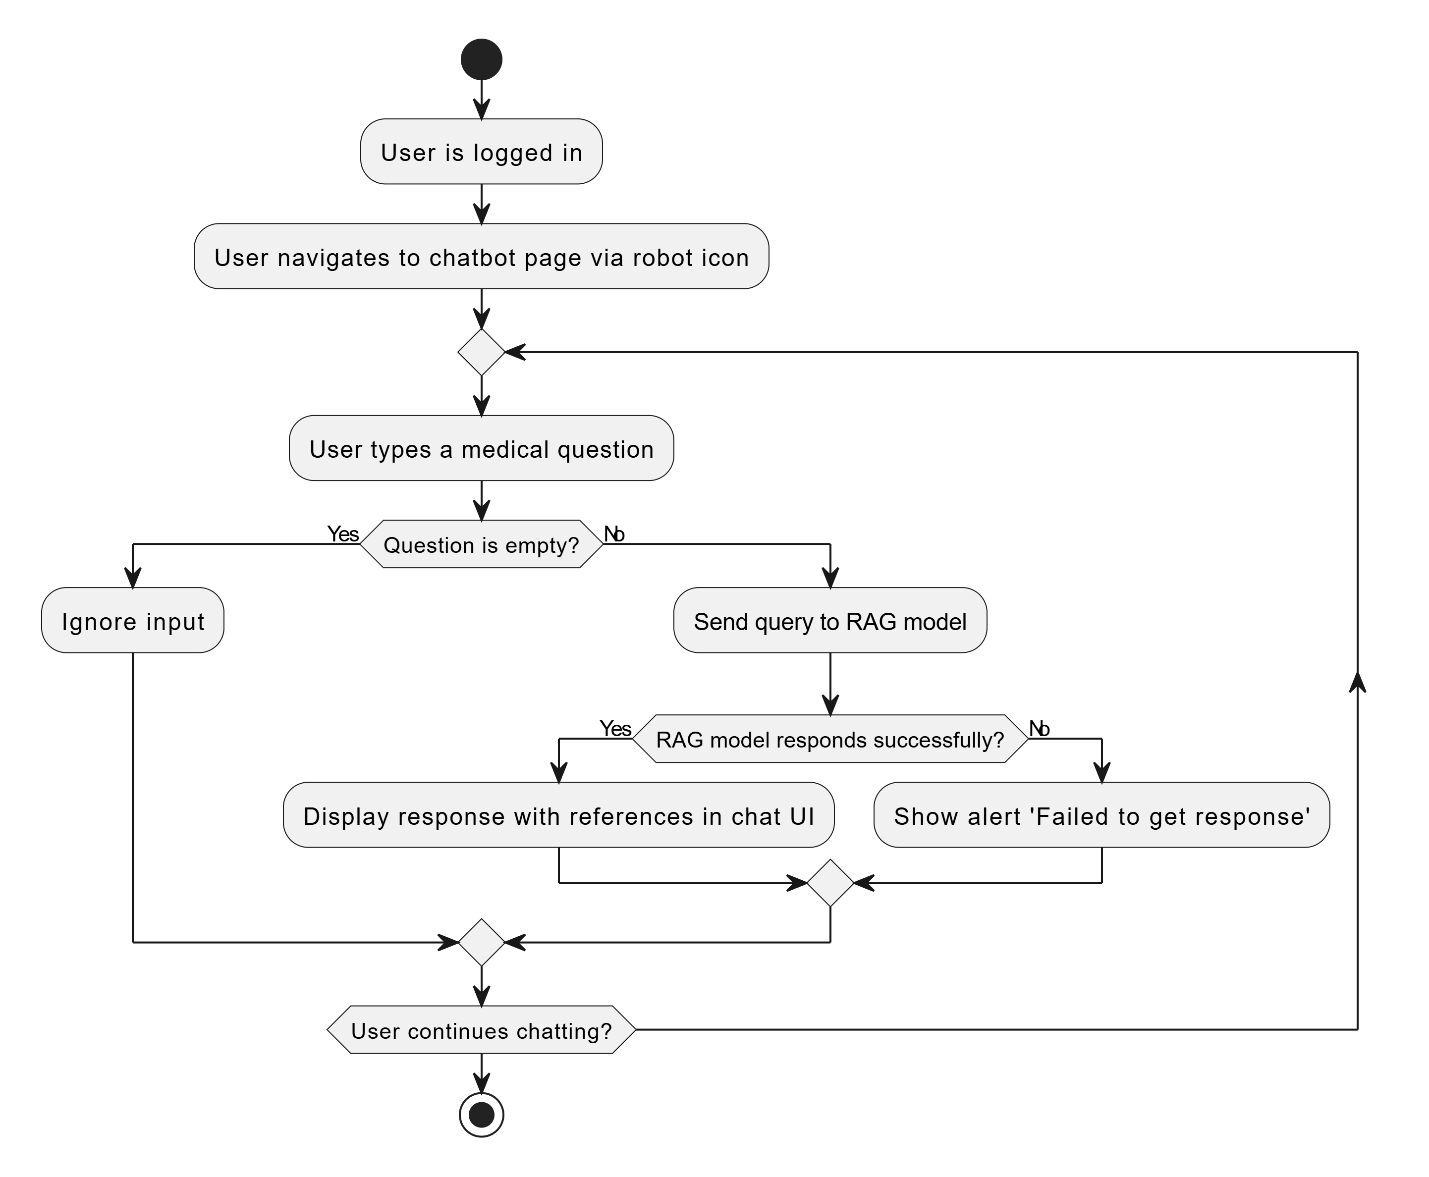 User is logged in
User navigates to chatbot page via robot icon
User types a medical question
Yes
Question is empty?
No
Ignore input
Send query to RAG model
Yes
RAG model responds successfully?
No
Display response with references in chat UI
Show alert 'Failed to get response'
User continues chatting?